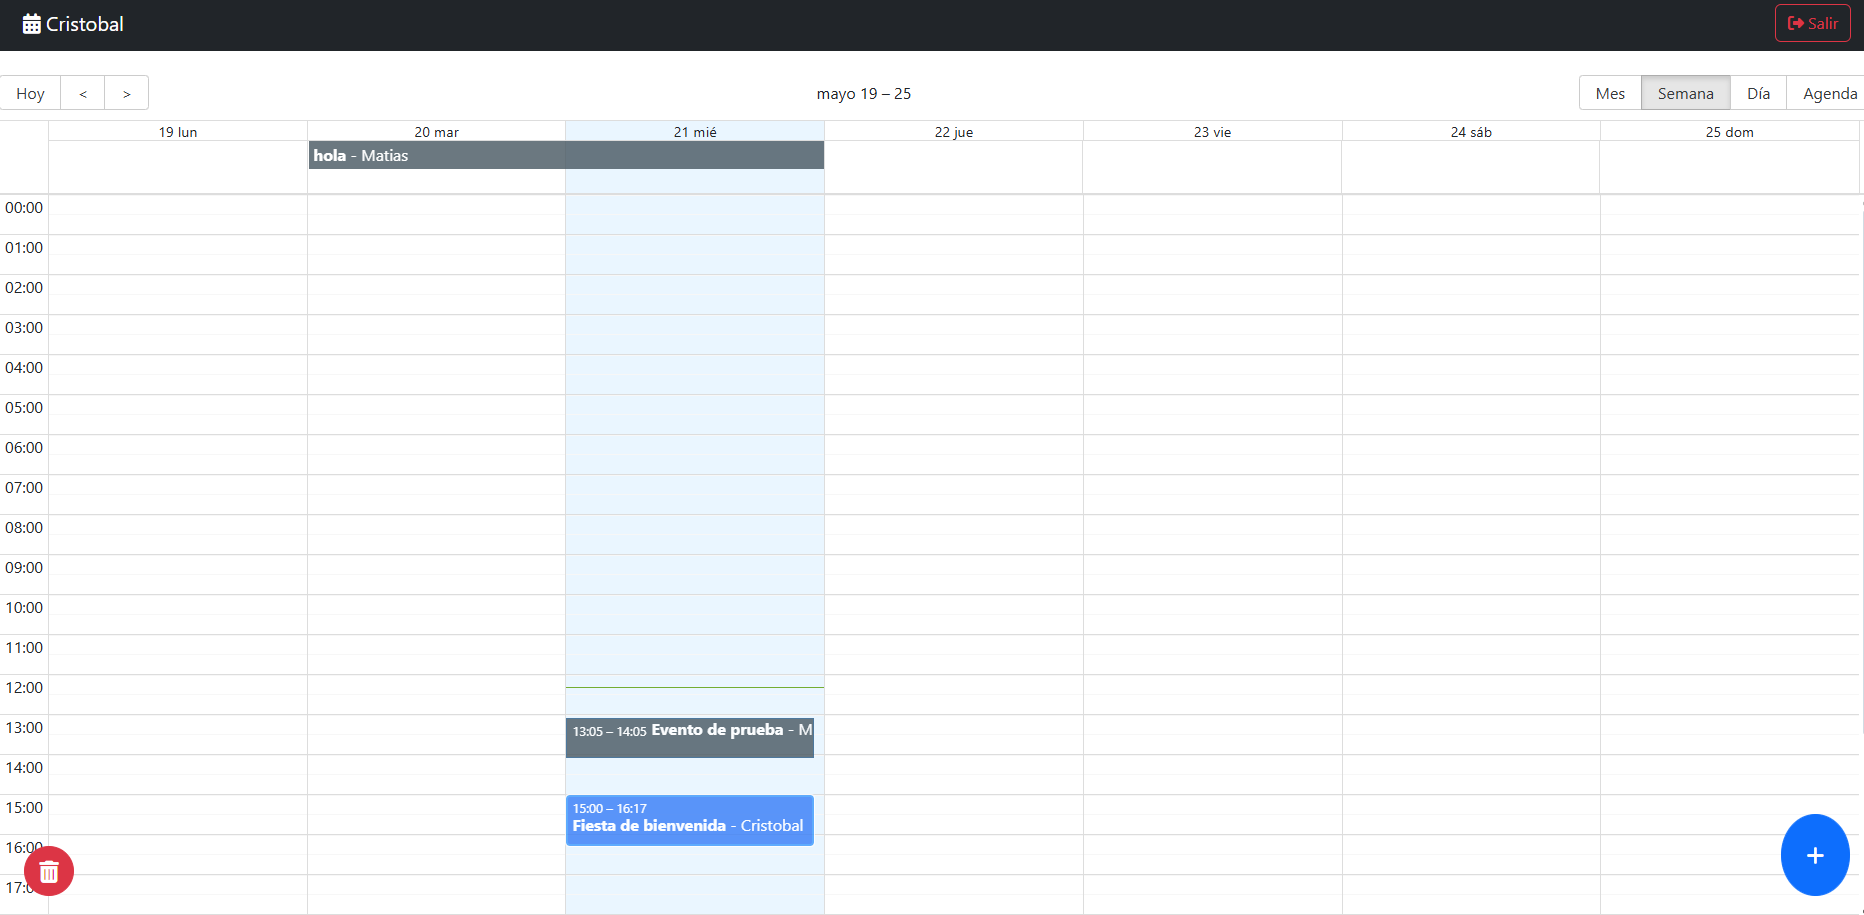 Cristobal
Salir
Hoy < > mayo 19 – 25 Mes Semana Día Agenda
19 lun 20 mar 21 mié 22 jue 23 vie 24 sáb 25 dom
hola - Matias
00:00
01:00
02:00
03:00
04:00
05:00
06:00
07:00
08:00
09:00
10:00
11:00
12:00
13:00
13:05 – 14:05 Evento de prueba - M
14:00
15:00
15:00 – 16:17
Fiesta de bienvenida - Cristobal
16:00
17:0
+